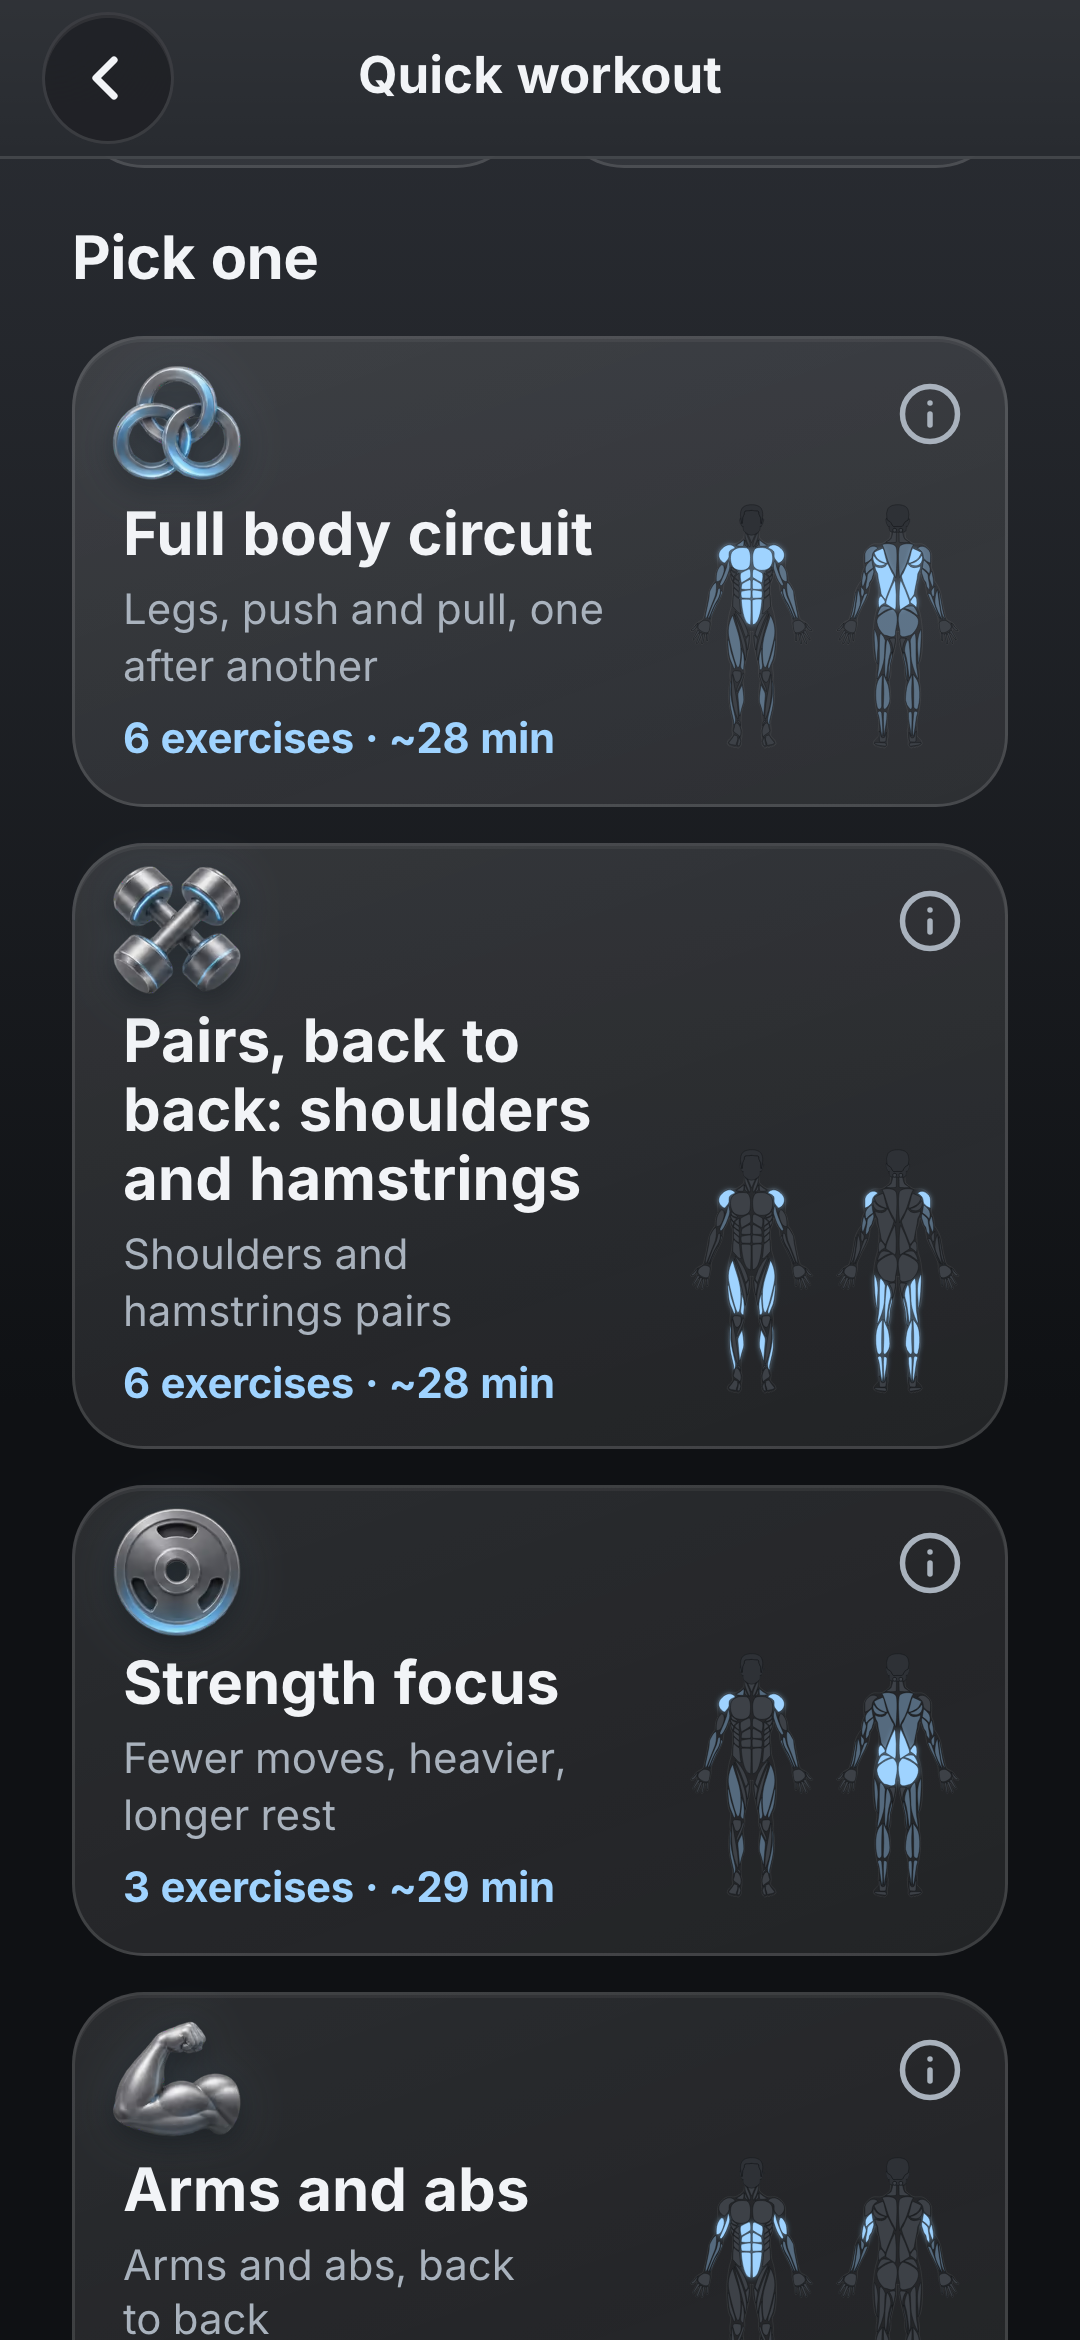 Quick workout
Pick one
Full body circuit
Legs, push and pull, one
after another
6 exercises · ~28 min
Pairs, back to
back: shoulders
and hamstrings
Shoulders and
hamstrings pairs
6 exercises · ~28 min
Strength focus
Fewer moves, heavier,
longer rest
3 exercises · ~29 min
Arms and abs
Arms and abs, back
to back